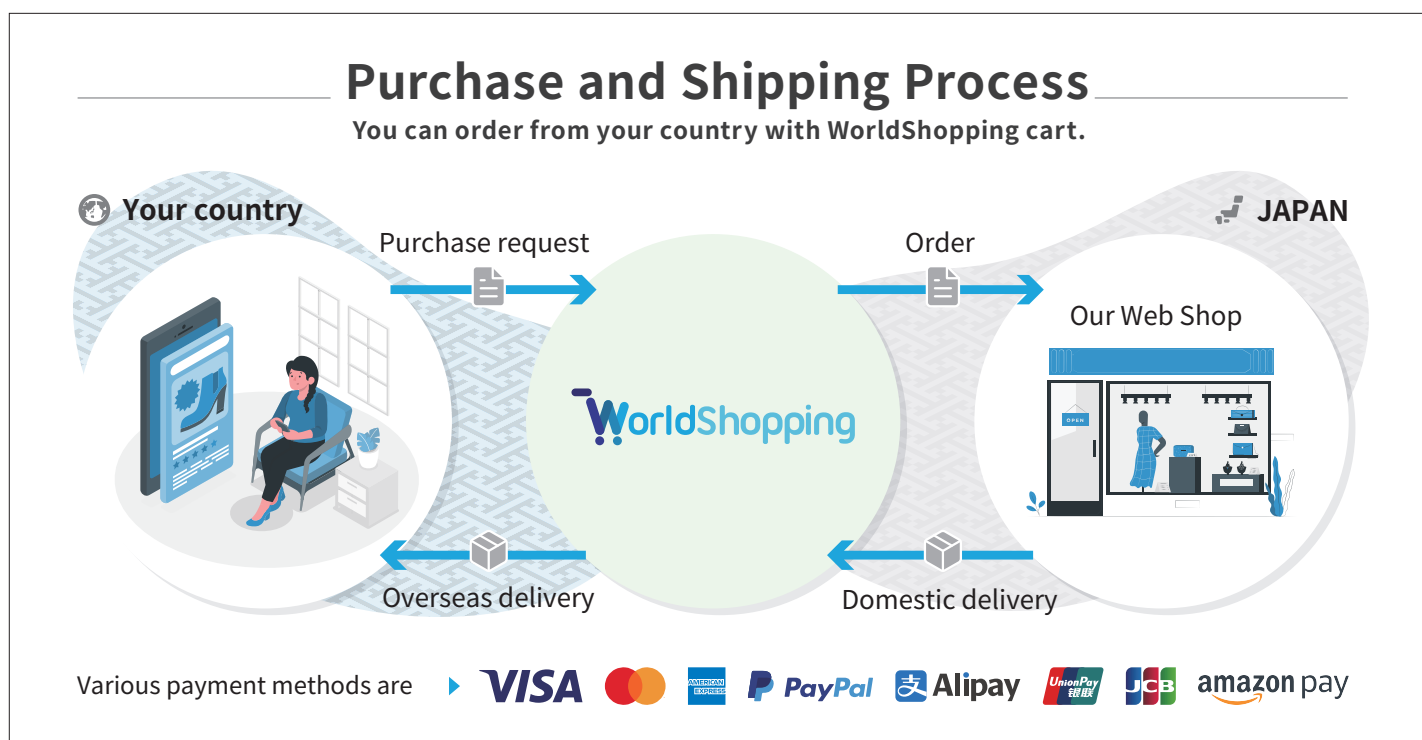 Purchase and Shipping Process
You can order from your country with WorldShopping cart.
Your country
JAPAN
Purchase request
Order
Our Web Shop
OPEN
WorldShopping
Overseas delivery
Domestic delivery
Various payment methods are
VISA
AMERICAN
EXPRESS
PayPal
支 Alipay
UnionPay
银联
JCB
amazon pay